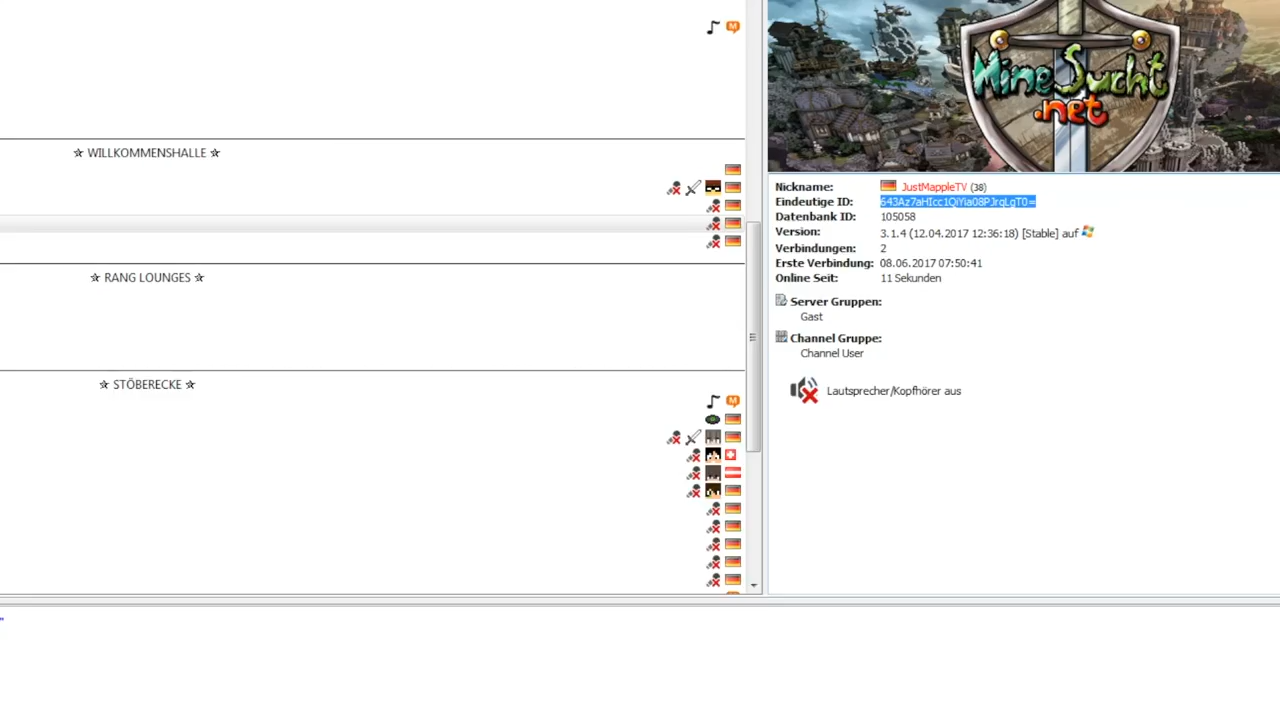 MineSucht
.net
☆ WILLKOMMENSHALLE ☆
☆ RANG LOUNGES ☆
☆ STÖBERECKE ☆
Nickname: JustMappleTV (38)
Eindeutige ID: 643Az7aHIcc1QiYla08PJrqLgT0=
Datenbank ID: 105058
Version: 3.1.4 (12.04.2017 12:36:18) [Stable] auf
Verbindungen: 2
Erste Verbindung: 08.06.2017 07:50:41
Online Seit: 11 Sekunden
Server Gruppen:
Gast
Channel Gruppe:
Channel User
Lautsprecher/Kopfhörer aus
"